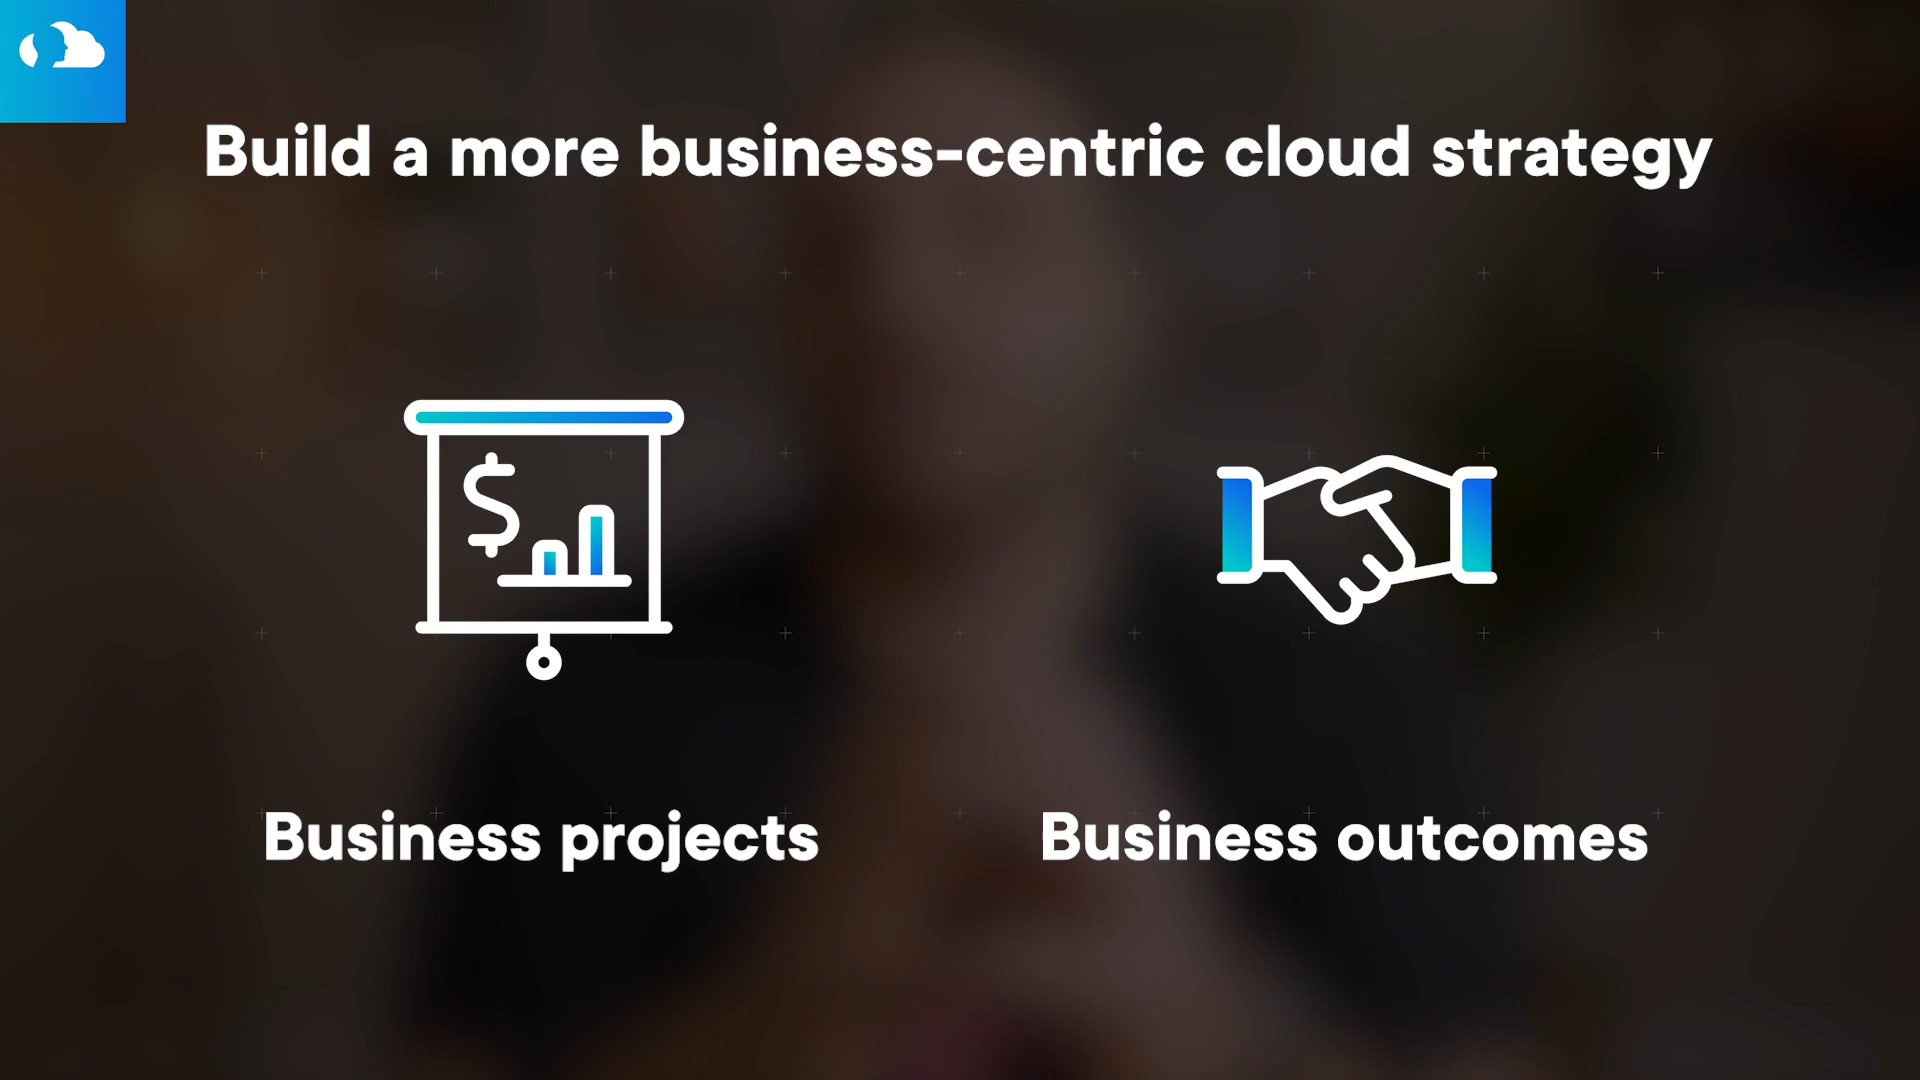 Build a more business-centric cloud strategy
Business projects
Business outcomes